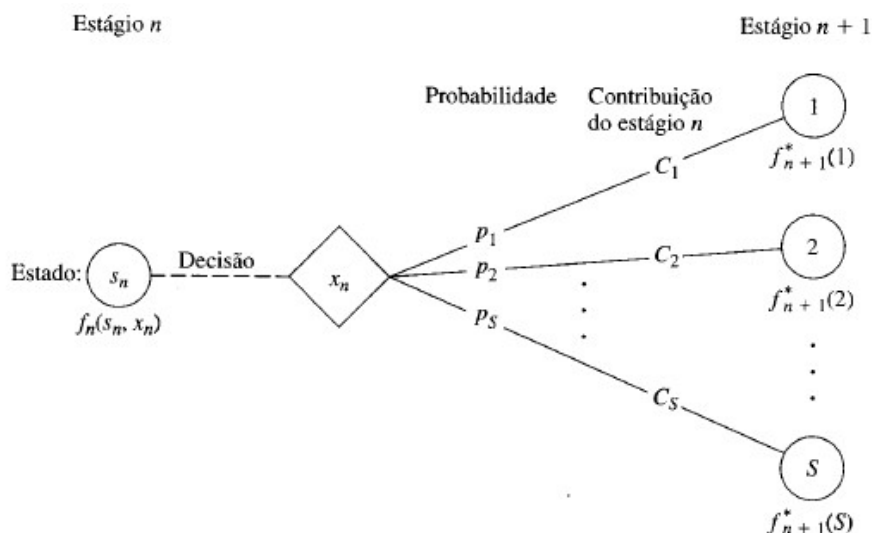 Estágio n
Estágio n + 1
Probabilidade
Contribuição
do estágio n
1
f*n + 1(1)
C1
p1
Estado:
sn
Decisão
xn
p2
C2
2
fn(sn, xn)
f*n + 1(2)
pS
CS
S
f*n + 1(S)